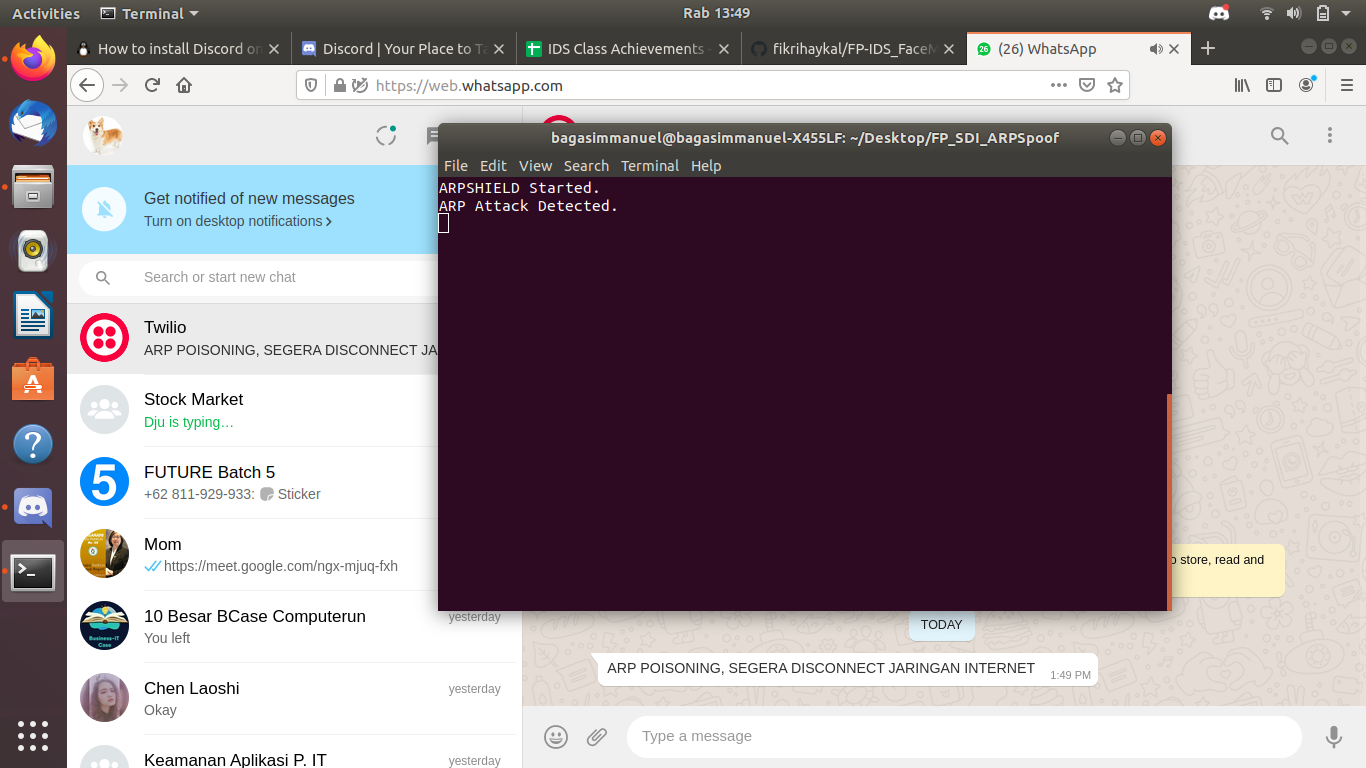 Activities
Terminal
Rab 13:49
How to install Discord on
Discord | Your Place to Ta
IDS Class Achievements -
fikrihaykal/FP-IDS_FaceM
26
(26) WhatsApp
https://web.whatsapp.com
bagasimmanuel@bagasimmanuel-X455LF: ~/Desktop/FP_SDI_ARPSpoof
File Edit View Search Terminal Help
ARPSHIELD Started.
ARP Attack Detected.
Get notified of new messages
Turn on desktop notifications
Search or start new chat
Twilio
ARP POISONING, SEGERA DISCONNECT JA
Stock Market
Dju is typing…
5
FUTURE Batch 5
+62 811-929-933: Sticker
Mom
https://meet.google.com/ngx-mjuq-fxh
Business-IT
Case
10 Besar BCase Computerun
yesterday
You left
Chen Laoshi
yesterday
Okay
Keamanan Aplikasi P. IT
yesterday
store, read and
TODAY
ARP POISONING, SEGERA DISCONNECT JARINGAN INTERNET
1:49 PM
Type a message